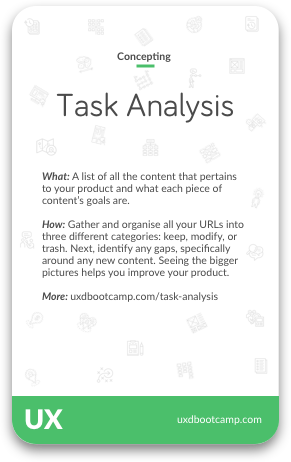 Concepting
Task Analysis
What: A list of all the content that pertains
to your product and what each piece of
content's goals are.
How: Gather and organise all your URLs into
three different categories: keep, modify, or
trash. Next, identify any gaps, specifically
around any new content. Seeing the bigger
pictures helps you improve your product.
More: uxdbootcamp.com/task-analysis
UX
uxdbootcamp.com